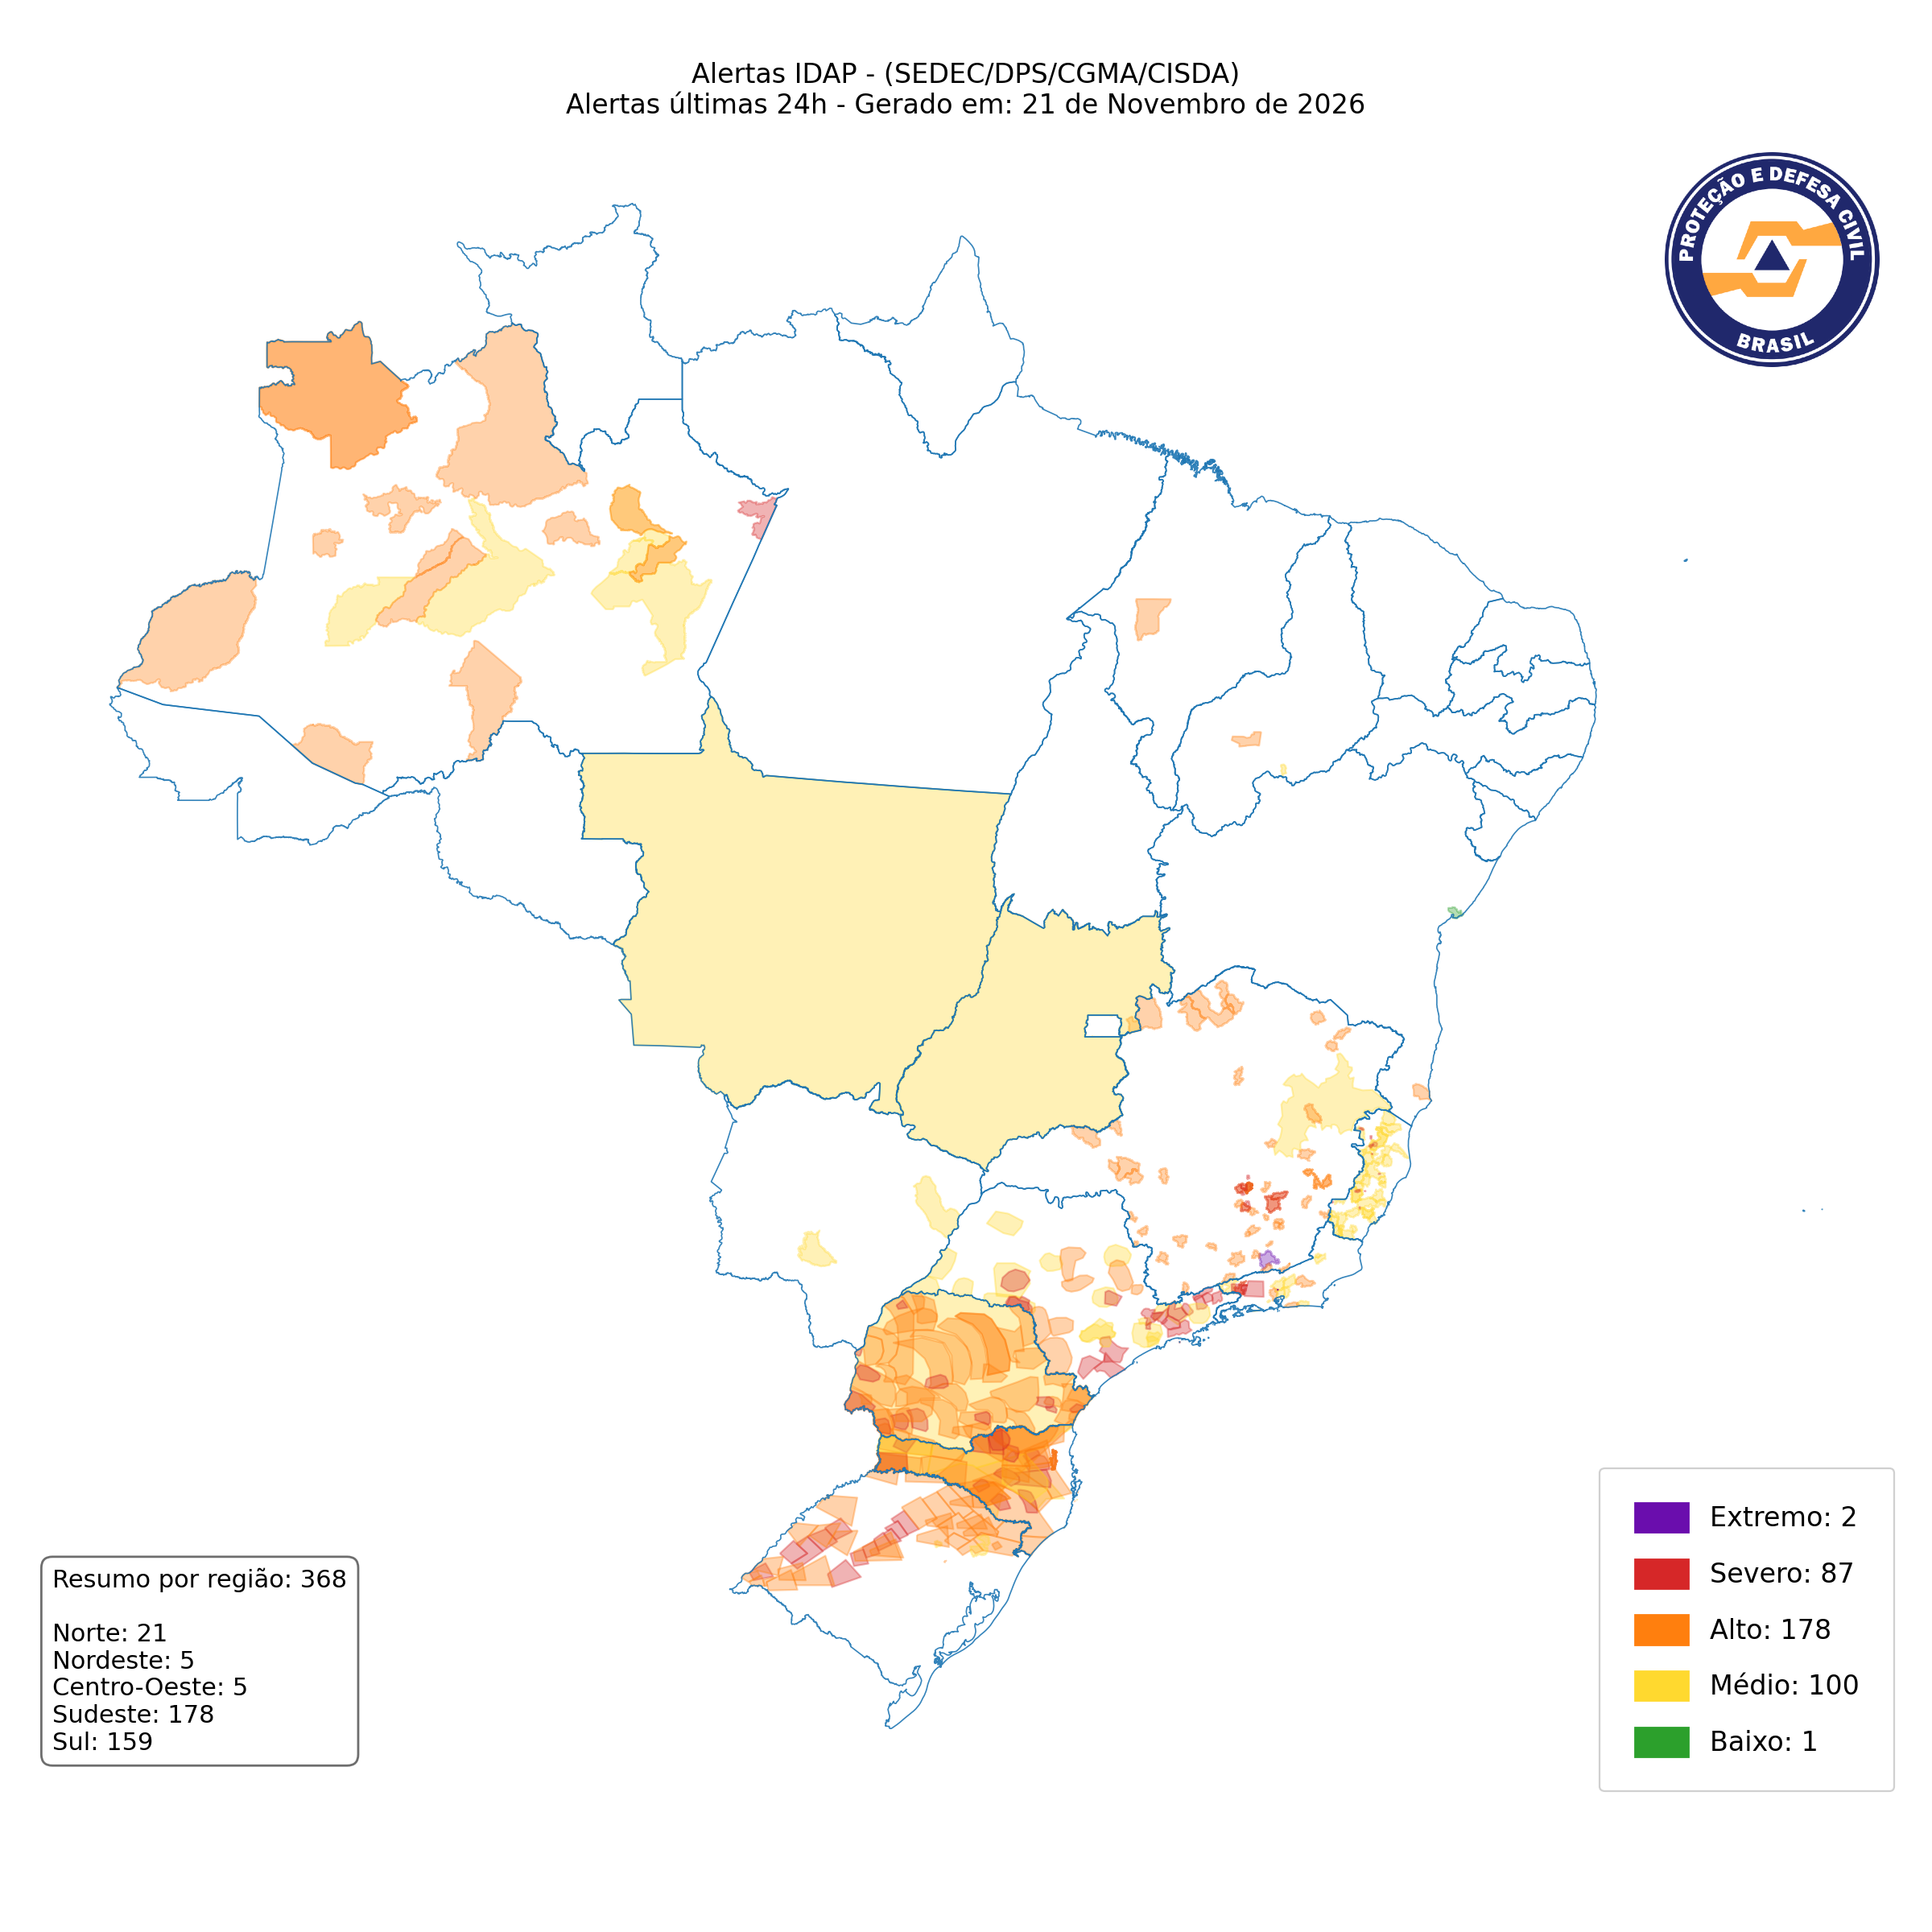 Alertas IDAP - (SEDEC/DPS/CGMA/CISDA)
Alertas últimas 24h - Gerado em: 21 de Novembro de 2026
PROTEÇÃO E DEFESA CIVIL
BRASIL
Resumo por região: 368
Norte: 21
Nordeste: 5
Centro-Oeste: 5
Sudeste: 178
Sul: 159
Extremo: 2
Severo: 87
Alto: 178
Médio: 100
Baixo: 1